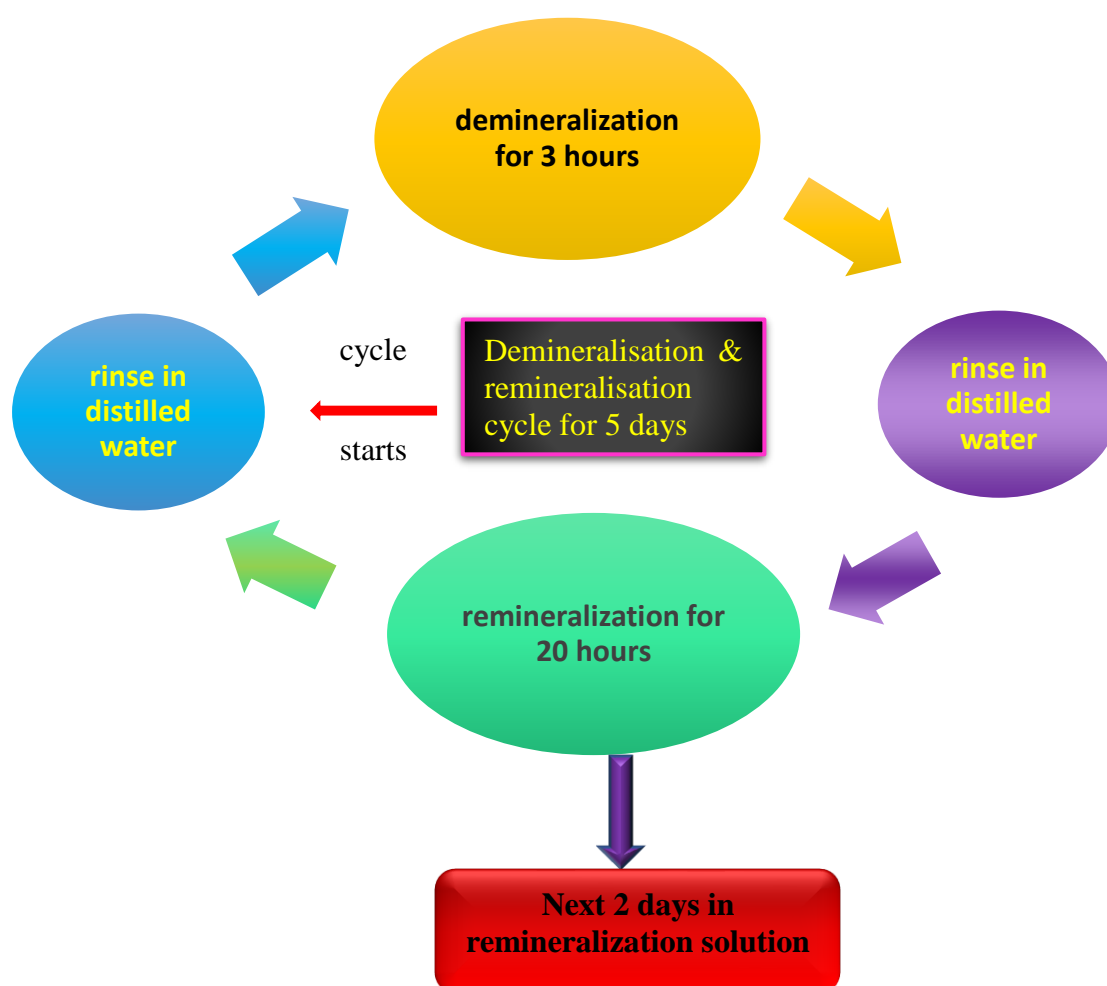 demineralization
for 3 hours
cycle
starts
Demineralisation &
remineralisation
cycle for 5 days
rinse in
distilled
water
rinse in
distilled
water
remineralization for
20 hours
Next 2 days in
remineralization solution